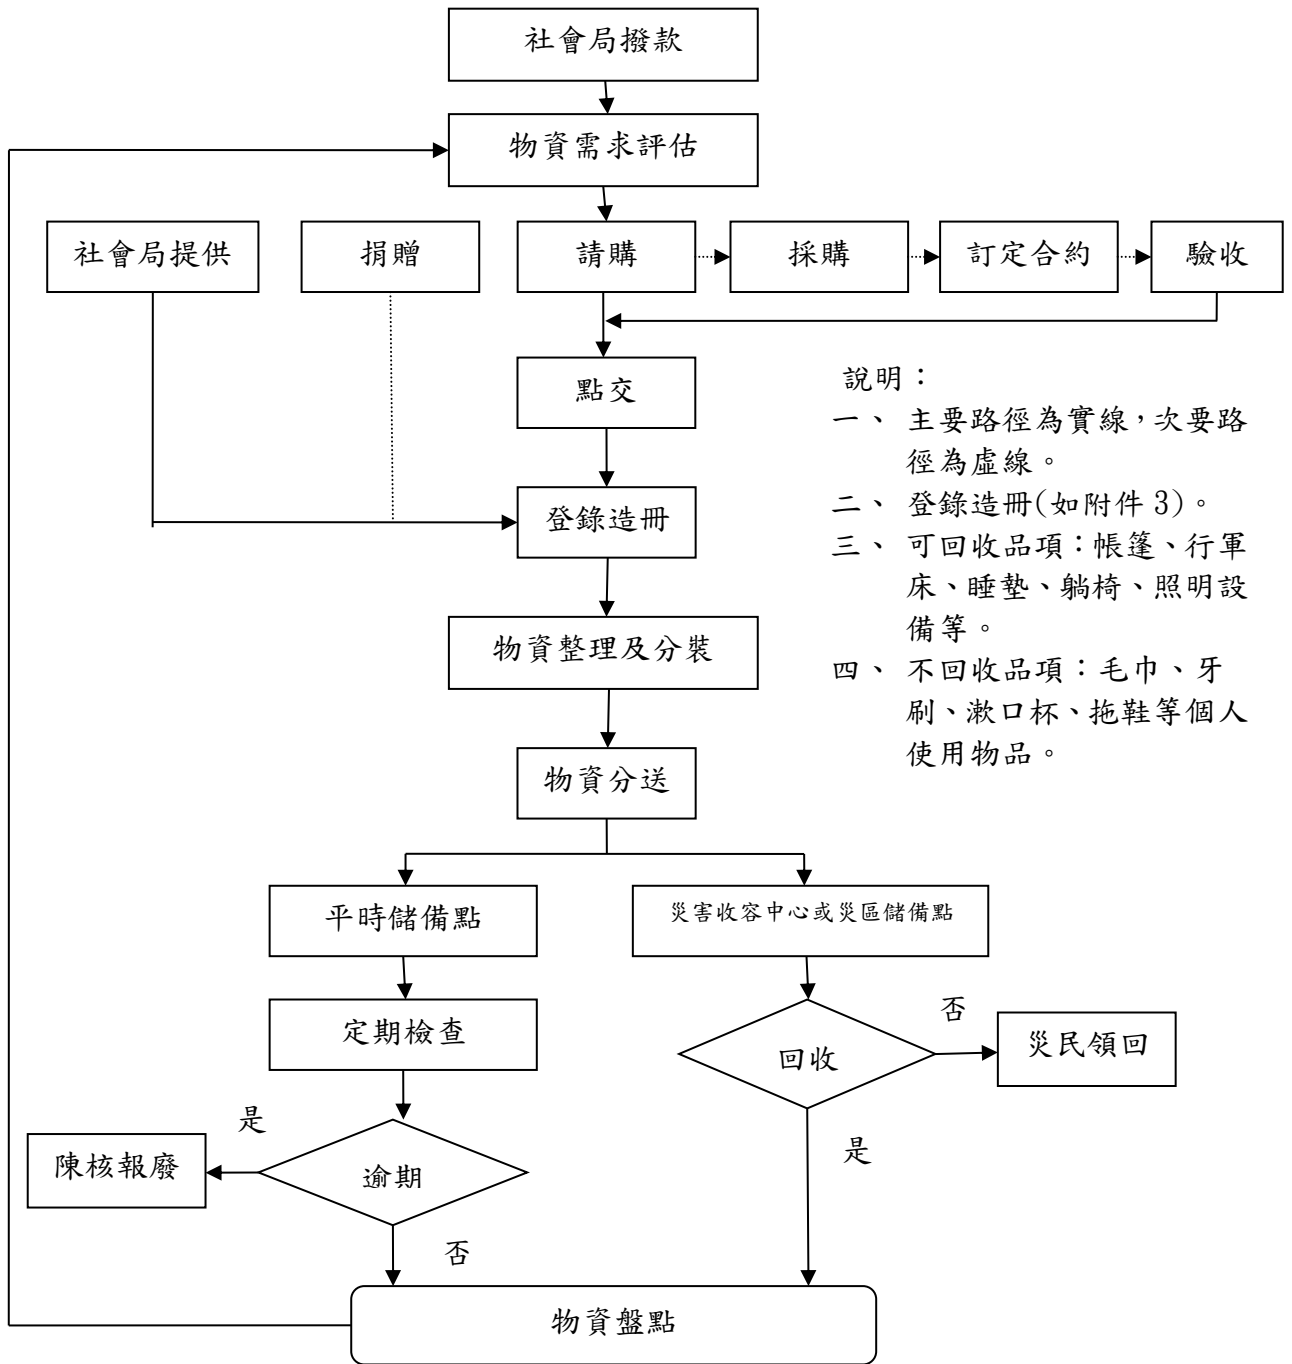 社會局撥款
物資需求評估
社會局提供
捐贈
請購
採購
訂定合約
驗收
點交
說明：
一、 主要路徑為實線，次要路
徑為虛線。
二、 登錄造冊(如附件 3)。
三、 可回收品項：帳篷、行軍
床、睡墊、躺椅、照明設
備等。
四、 不回收品項：毛巾、牙
刷、漱口杯、拖鞋等個人
使用物品。
登錄造冊
物資整理及分裝
物資分送
平時儲備點
災害收容中心或災區儲備點
定期檢查
回收
否
災民領回
是
陳核報廢
逾期
是
否
物資盤點